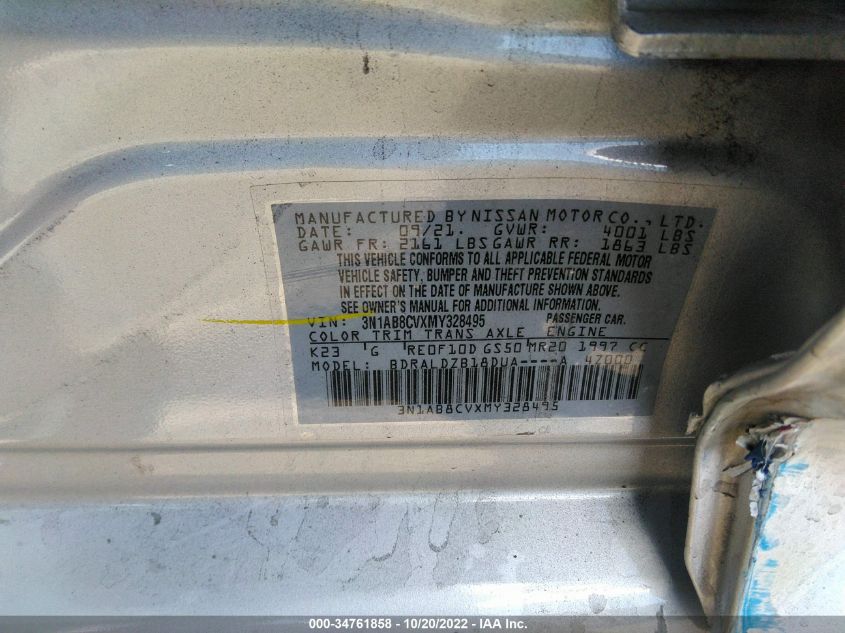 MANUFACTURED BY NISSAN MOTOR CO., LTD.
DATE: 09/21. GVWR: 4001 LBS
GAWR FR: 2161 LBS GAWR RR: 1863 LBS
THIS VEHICLE CONFORMS TO ALL APPLICABLE FEDERAL MOTOR
VEHICLE SAFETY, BUMPER AND THEFT PREVENTION STANDARDS
IN EFFECT ON THE DATE OF MANUFACTURE SHOWN ABOVE.
SEE OWNER'S MANUAL FOR ADDITIONAL INFORMATION.
VIN: 3N1AB8CVXMY328495 PASSENGER CAR.
COLOR TRIM TRANS AXLE ENGINE
K23 G RE0F10D GS50 MR20 1997 CC
MODEL: BDRALDZB18DUA----A 47000
3N1AB8CVXMY328495
000-34761858 - 10/20/2022 - IAA Inc.